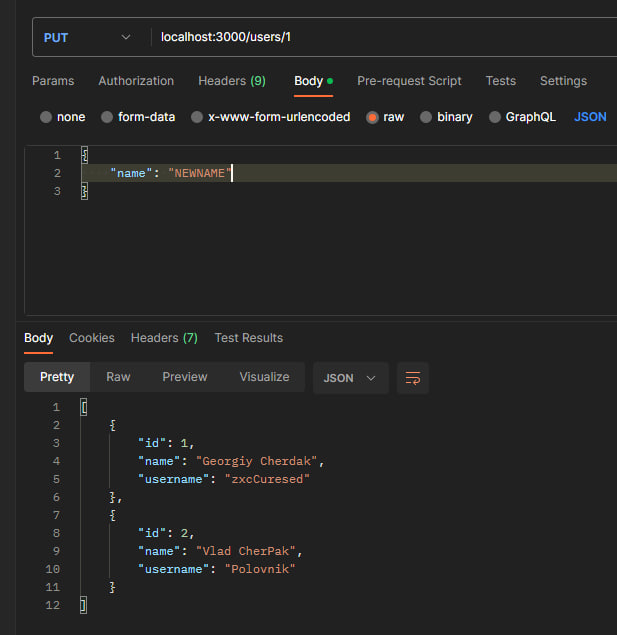 PUT localhost:3000/users/1
Params Authorization Headers (9) Body Pre-request Script Tests Settings
none form-data x-www-form-urlencoded raw binary GraphQL JSON
1 {
2 "name": "NEWNAME"
3 }
Body Cookies Headers (7) Test Results
Pretty Raw Preview Visualize JSON
1 [
2 {
3 "id": 1,
4 "name": "Georgiy Cherdak",
5 "username": "zxcCuresed"
6 },
7 {
8 "id": 2,
9 "name": "Vlad CherPak",
10 "username": "Polovnik"
11 }
12 ]